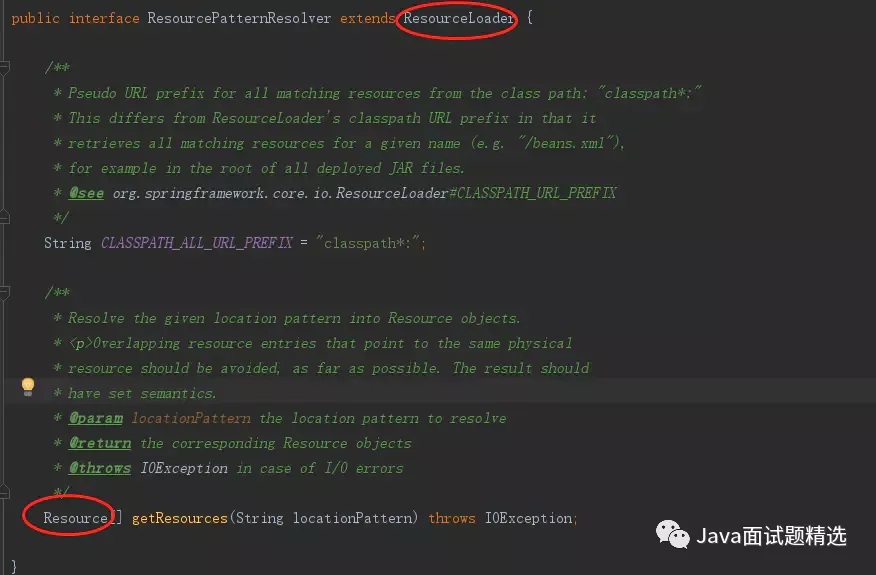 public interface ResourcePatternResolver extends ResourceLoader {
/**
* Pseudo URL prefix for all matching resources from the class path: "classpath*:"
* This differs from ResourceLoader's classpath URL prefix in that it
* retrieves all matching resources for a given name (e.g. "/beans.xml"),
* for example in the root of all deployed JAR files.
* @see org.springframework.core.io.ResourceLoader#CLASSPATH_URL_PREFIX
*/
String CLASSPATH_ALL_URL_PREFIX = "classpath*:";
/**
* Resolve the given location pattern into Resource objects.
* <p>Overlapping resource entries that point to the same physical
* resource should be avoided, as far as possible. The result should
* have set semantics.
* @param locationPattern the location pattern to resolve
* @return the corresponding Resource objects
* @throws IOException in case of I/O errors
*/
Resource[] getResources(String locationPattern) throws IOException;
Java面试题精选
}